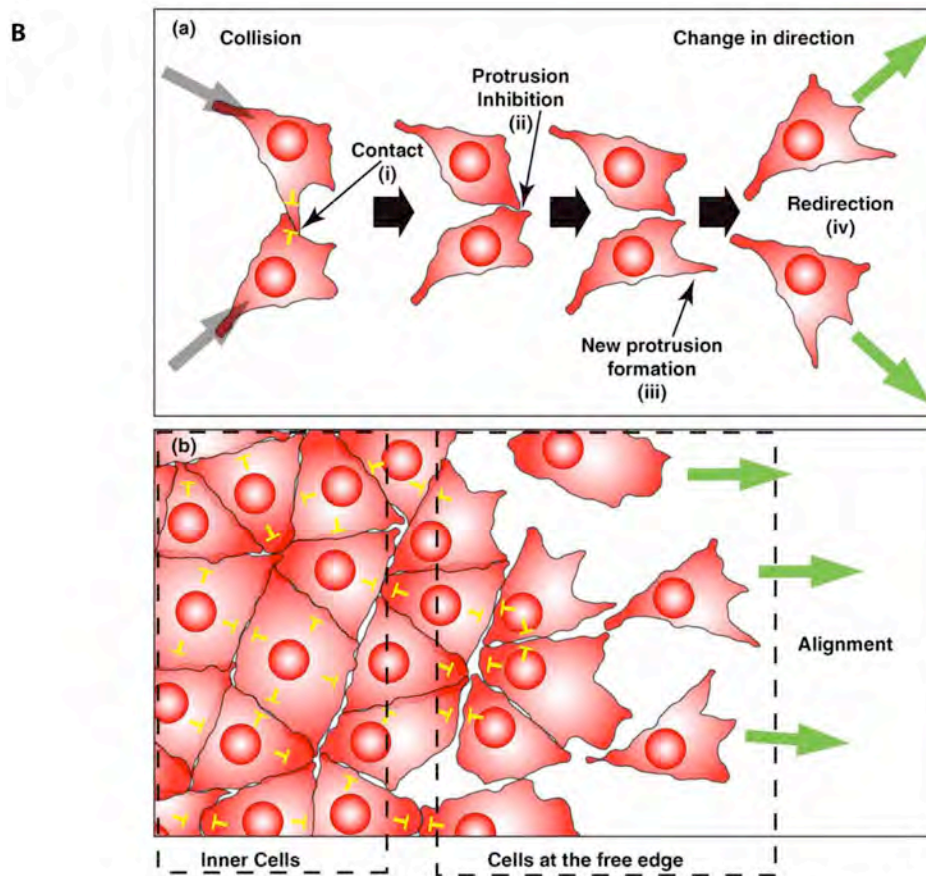 B
(a)
Collision
Change in direction
Protrusion
Inhibition
(ii)
Contact
(i)
Redirection
(iv)
New protrusion
formation
(iii)
(b)
Alignment
Inner Cells
Cells at the free edge